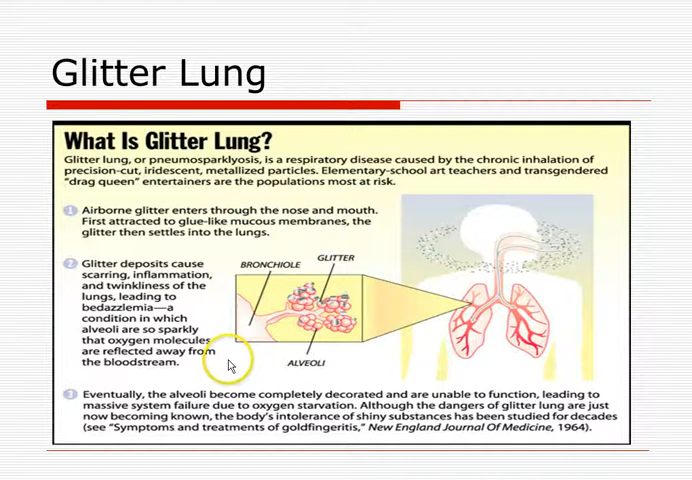 Glitter Lung
What Is Glitter Lung?
Glitter lung, or pneumosparklyosis, is a respiratory disease caused by the chronic inhalation of
precision-cut, iridescent, metallized particles. Elementary-school art teachers and transgendered
"drag queen" entertainers are the populations most at risk.
1 Airborne glitter enters through the nose and mouth.
First attracted to glue-like mucous membranes, the
glitter then settles into the lungs.
2 Glitter deposits cause
scarring, inflammation,
and twinkliness of the
lungs, leading to
bedazzlemia—a
condition in which
alveoli are so sparkly
that oxygen molecules
are reflected away from
the bloodstream.
BRONCHIOLE
GLITTER
ALVEOLI
3 Eventually, the alveoli become completely decorated and are unable to function, leading to
massive system failure due to oxygen starvation. Although the dangers of glitter lung are just
now becoming known, the body's intolerance of shiny substances has been studied for decades
(see "Symptoms and treatments of goldfingeritis," New England Journal Of Medicine, 1964).